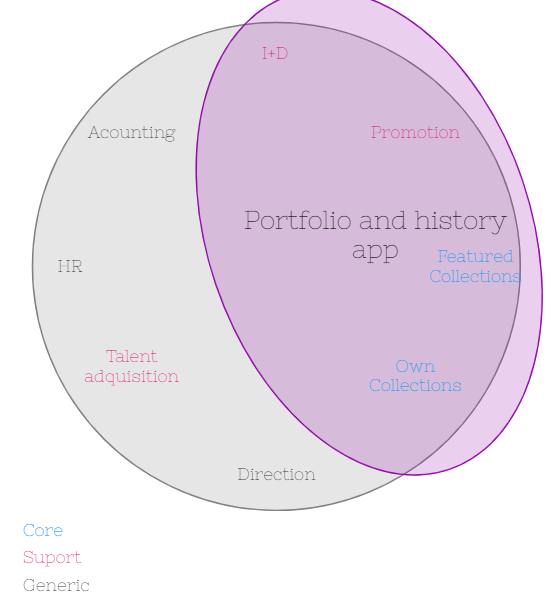 I+D
Acounting
Promotion
Portfolio and history
app
Featured
Collections
HR
Talent
adquisition
Own
Collections
Direction
Core
Suport
Generic